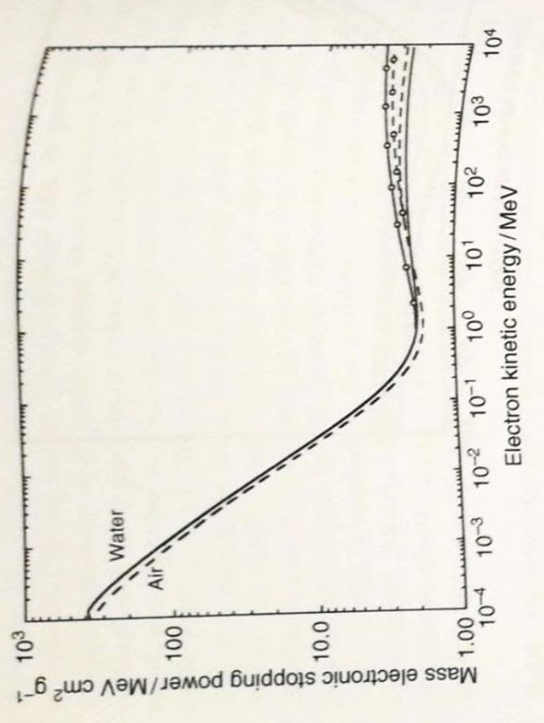 Mass electronic stopping power/MeV cm² g⁻¹
10³
100
10.0
1.00
Water
Air
10⁻⁴ 10⁻³ 10⁻² 10⁻¹ 10⁰ 10¹ 10² 10³ 10⁴
Electron kinetic energy/MeV